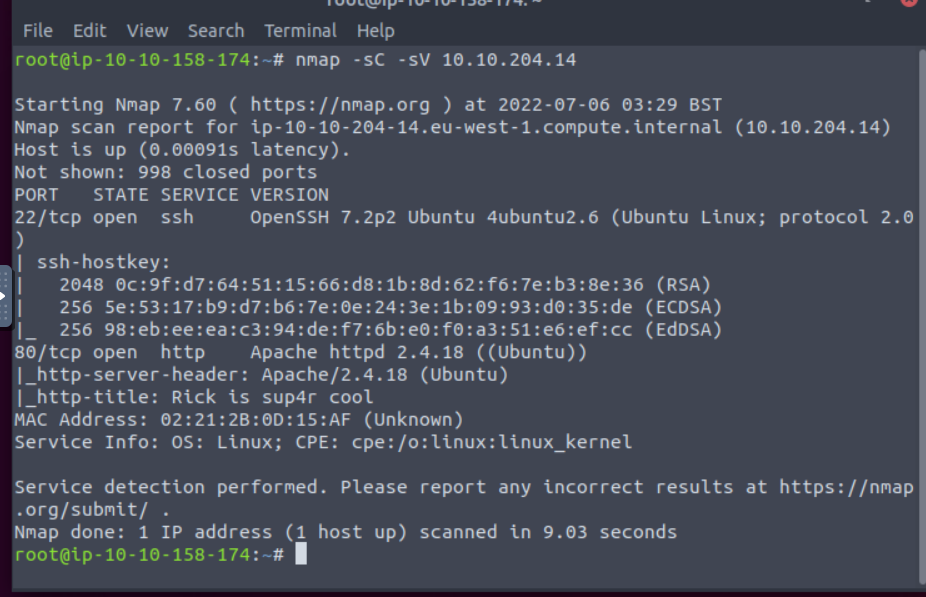 root@ip-10-10-158-174: ~
File Edit View Search Terminal Help
root@ip-10-10-158-174:~# nmap -sC -sV 10.10.204.14
Starting Nmap 7.60 ( https://nmap.org ) at 2022-07-06 03:29 BST
Nmap scan report for ip-10-10-204-14.eu-west-1.compute.internal (10.10.204.14)
Host is up (0.00091s latency).
Not shown: 998 closed ports
PORT   STATE SERVICE VERSION
22/tcp open  ssh     OpenSSH 7.2p2 Ubuntu 4ubuntu2.6 (Ubuntu Linux; protocol 2.0
)
| ssh-hostkey:
|   2048 0c:9f:d7:64:51:15:66:d8:1b:8d:62:f6:7e:b3:8e:36 (RSA)
|   256 5e:53:17:b9:d7:b6:7e:0e:24:3e:1b:09:93:d0:35:de (ECDSA)
|_  256 98:eb:ee:ea:c3:94:de:f7:6b:e0:f0:a3:51:e6:ef:cc (EdDSA)
80/tcp open  http    Apache httpd 2.4.18 ((Ubuntu))
|_http-server-header: Apache/2.4.18 (Ubuntu)
|_http-title: Rick is sup4r cool
MAC Address: 02:21:2B:0D:15:AF (Unknown)
Service Info: OS: Linux; CPE: cpe:/o:linux:linux_kernel
Service detection performed. Please report any incorrect results at https://nmap
.org/submit/ .
Nmap done: 1 IP address (1 host up) scanned in 9.03 seconds
root@ip-10-10-158-174:~#